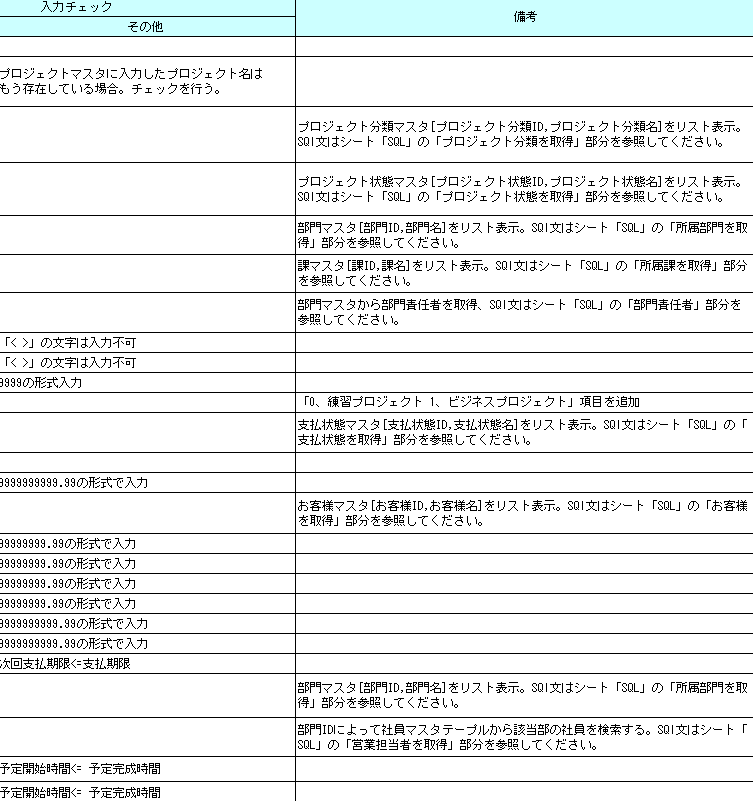 入力チェック
備考
その他
プロジェクトマスタに入力したプロジェクト名は
もう存在している場合。チェックを行う。
プロジェクト分類マスタ[プロジェクト分類ID,プロジェクト分類名]をリスト表示。
SQl文はシート「SQL」の「プロジェクト分類を取得」部分を参照してください。
プロジェクト状態マスタ[プロジェクト状態ID,プロジェクト状態名]をリスト表示。
SQl文はシート「SQL」の「プロジェクト状態を取得」部分を参照してください。
部門マスタ[部門ID,部門名]をリスト表示。SQl文はシート「SQL」の「所属部門を取
得」部分を参照してください。
課マスタ[課ID,課名]をリスト表示。SQl文はシート「SQL」の「所属課を取得」部分
を参照してください。
部門マスタから部門責任者を取得、SQl文はシート「SQL」の「部門責任者」部分を
参照してください。
「< >」の文字は入力不可
「< >」の文字は入力不可
9999の形式入力
「0、練習プロジェクト 1、ビジネスプロジェクト」項目を追加
支払状態マスタ[支払状態ID,支払状態名]をリスト表示。SQl文はシート「SQL」の「
支払状態を取得」部分を参照してください。
9999999999.99の形式で入力
お客様マスタ[お客様ID,お客様名]をリスト表示。SQl文はシート「SQL」の「お客様
を取得」部分を参照してください。
99999999.99の形式で入力
99999999.99の形式で入力
99999999.99の形式で入力
99999999.99の形式で入力
9999999999.99の形式で入力
9999999999.99の形式で入力
次回支払期限<=支払期限
部門マスタ[部門ID,部門名]をリスト表示。SQl文はシート「SQL」の「所属部門を取
得」部分を参照してください。
部門IDによって社員マスタテーブルから該当部の社員を検索する。SQl文はシート「
SQL」の「営業担当者を取得」部分を参照してください。
予定開始時間<= 予定完成時間
予定開始時間<= 予定完成時間